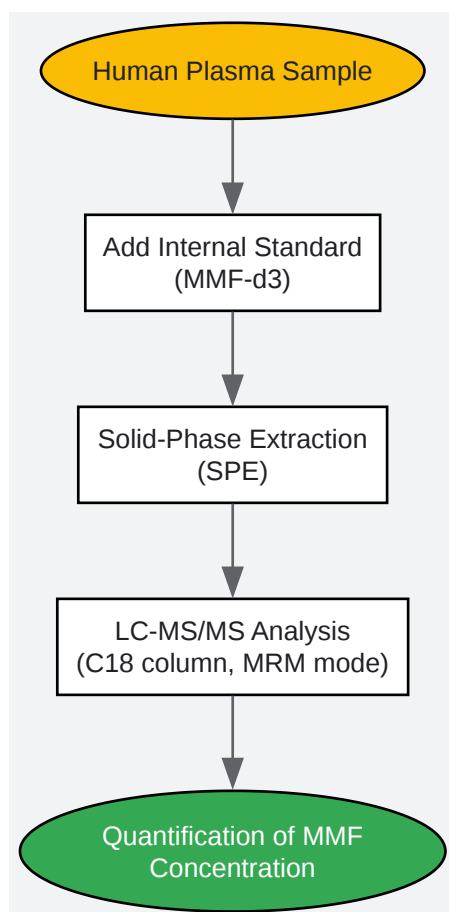 Human Plasma Sample
Add Internal Standard
(MMF-d3)
Solid-Phase Extraction
(SPE)
LC-MS/MS Analysis
(C18 column, MRM mode)
Quantification of MMF
Concentration